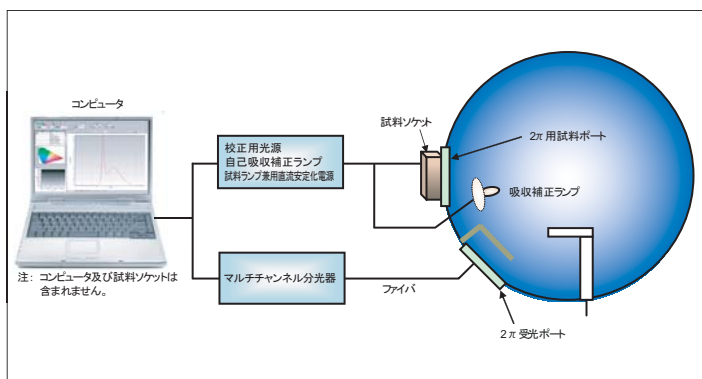 コンピュータ
注： コンピュータ及び試料ソケットは
含まれません。
校正用光源
自己吸収補正ランプ
試料ランプ兼用直流安定化電源
マルチチャンネル分光器
ファイバ
試料ソケット
2π用試料ポート
吸収補正ランプ
2π受光ポート